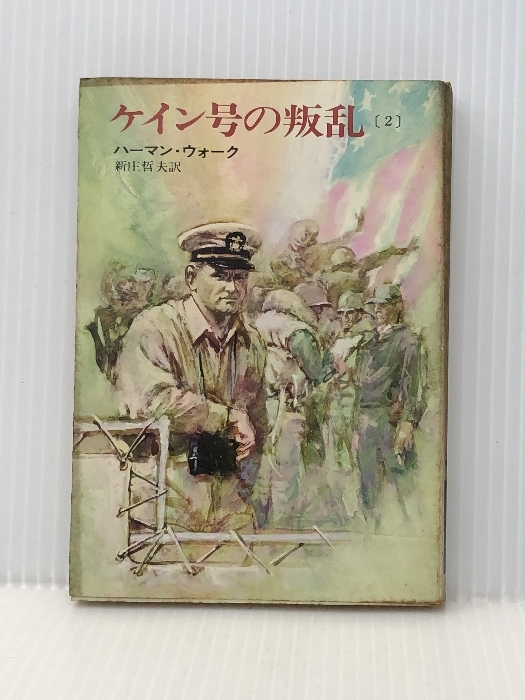 ケイン号の叛乱〔2〕
ハーマン・ウォーク
新庄哲夫訳